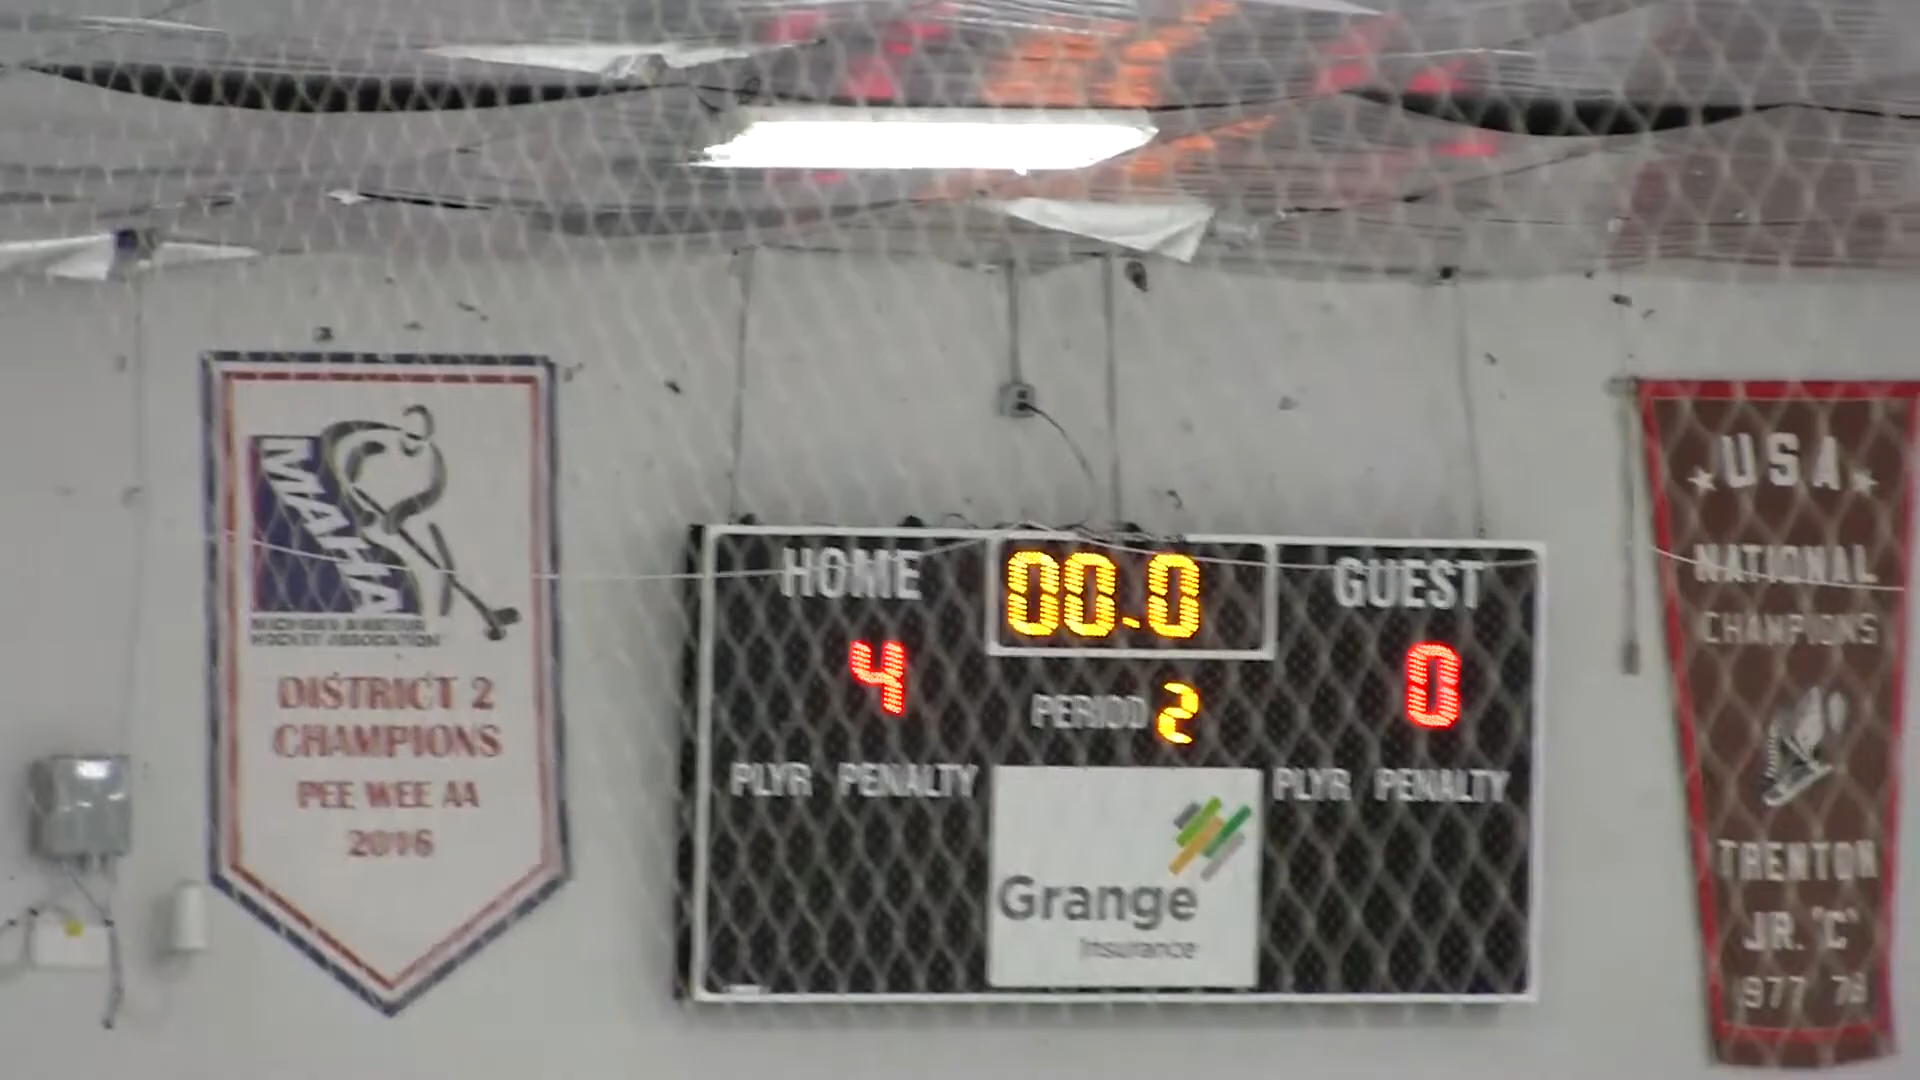 MAHA
MICHIGAN AMATEUR
HOCKEY ASSOCIATION
DISTRICT 2
CHAMPIONS
PEE WEE AA
2016
HOME
00.0
GUEST
4
PERIOD 2
0
PLYR PENALTY
PLYR PENALTY
Grange
Insurance
USA
NATIONAL
CHAMPIONS
TRENTON
JR. "C"
1977 78